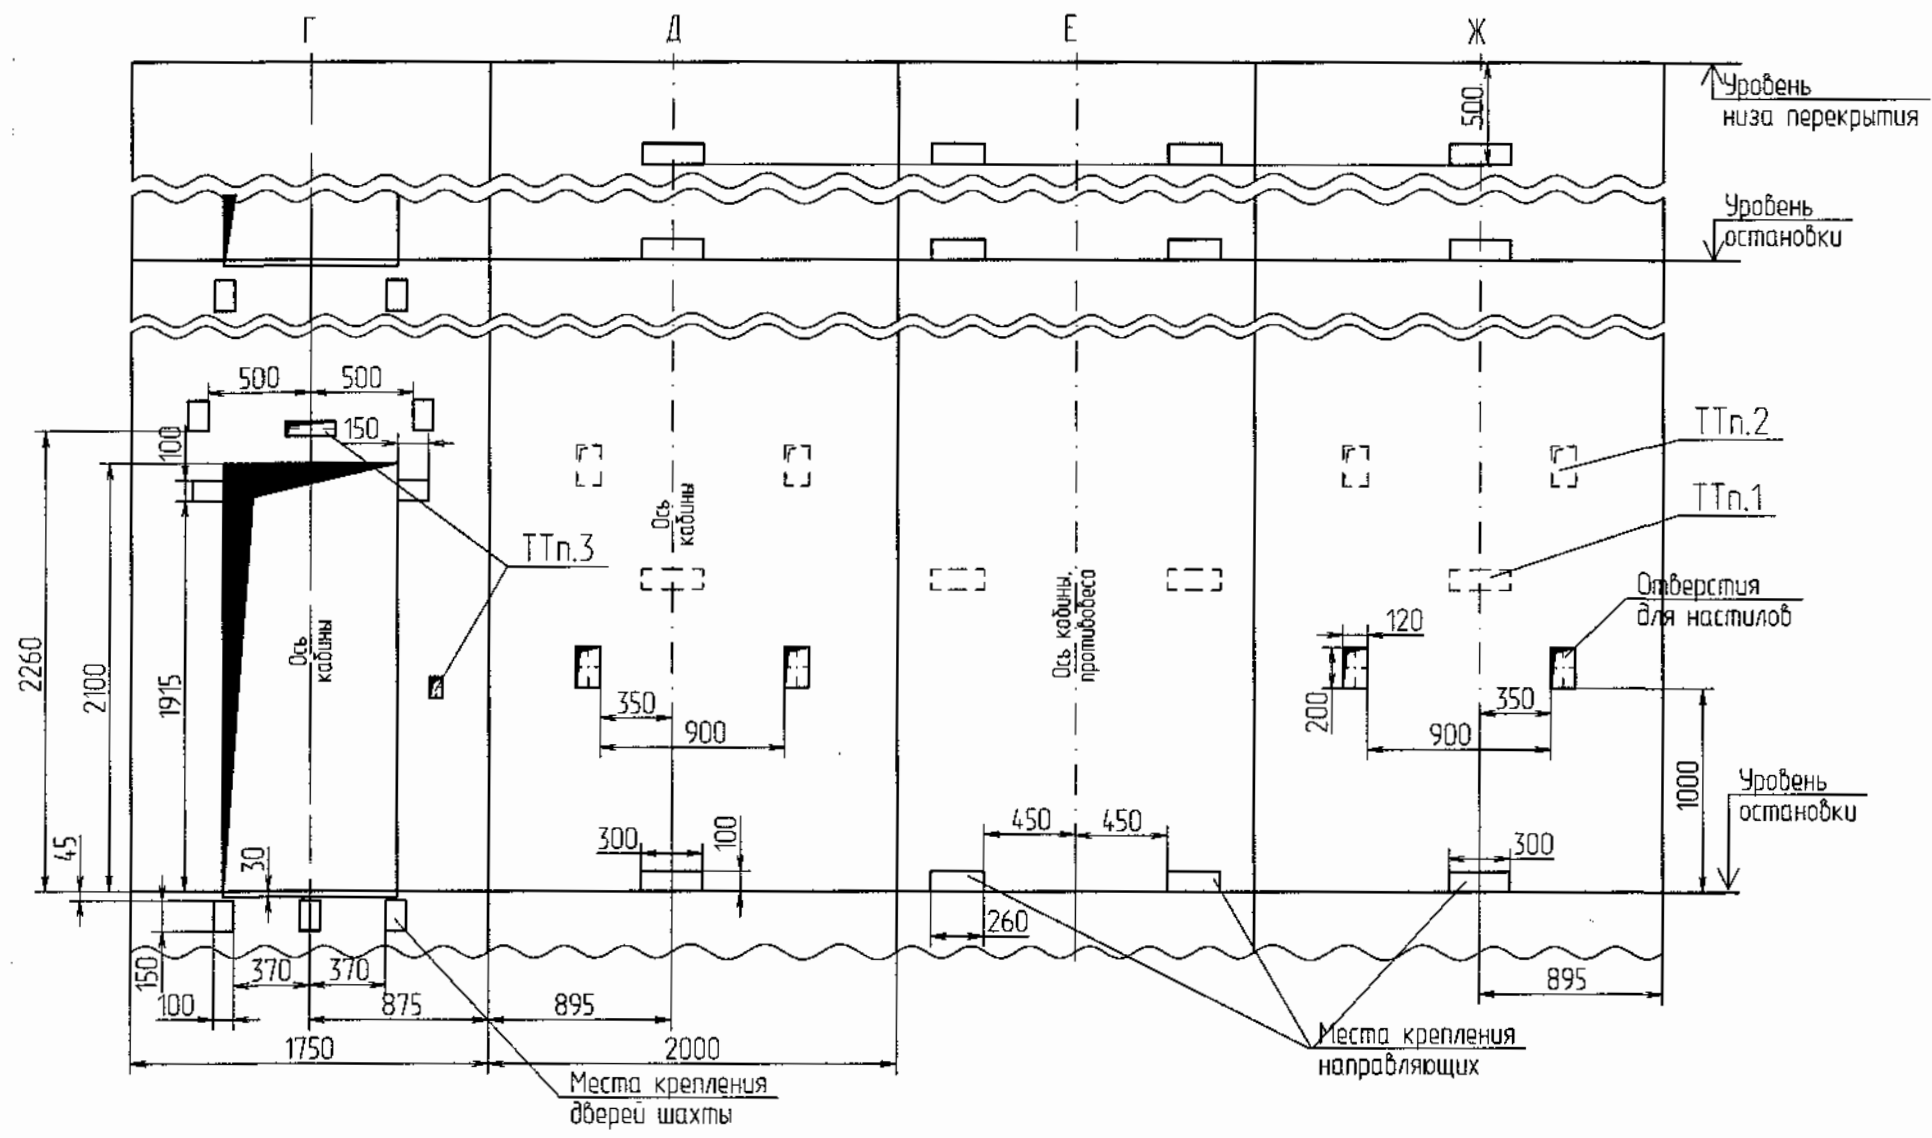 Г
Д
Е
Ж
500
Уровень
низа перекрытия
Уровень
остановки
500
500
150
100
ТТп.2
ТТп.1
ТТп.3
Ось
кабины
Ось
кабины
Ось кабины,
противовеса
Отверстия
для настилов
120
200
350
900
350
900
1000
2260
2100
1915
45
30
300
100
450
450
300
Уровень
остановки
260
150
100
370
370
875
895
895
1750
2000
Места крепления
направляющих
Места крепления
дверей шахты